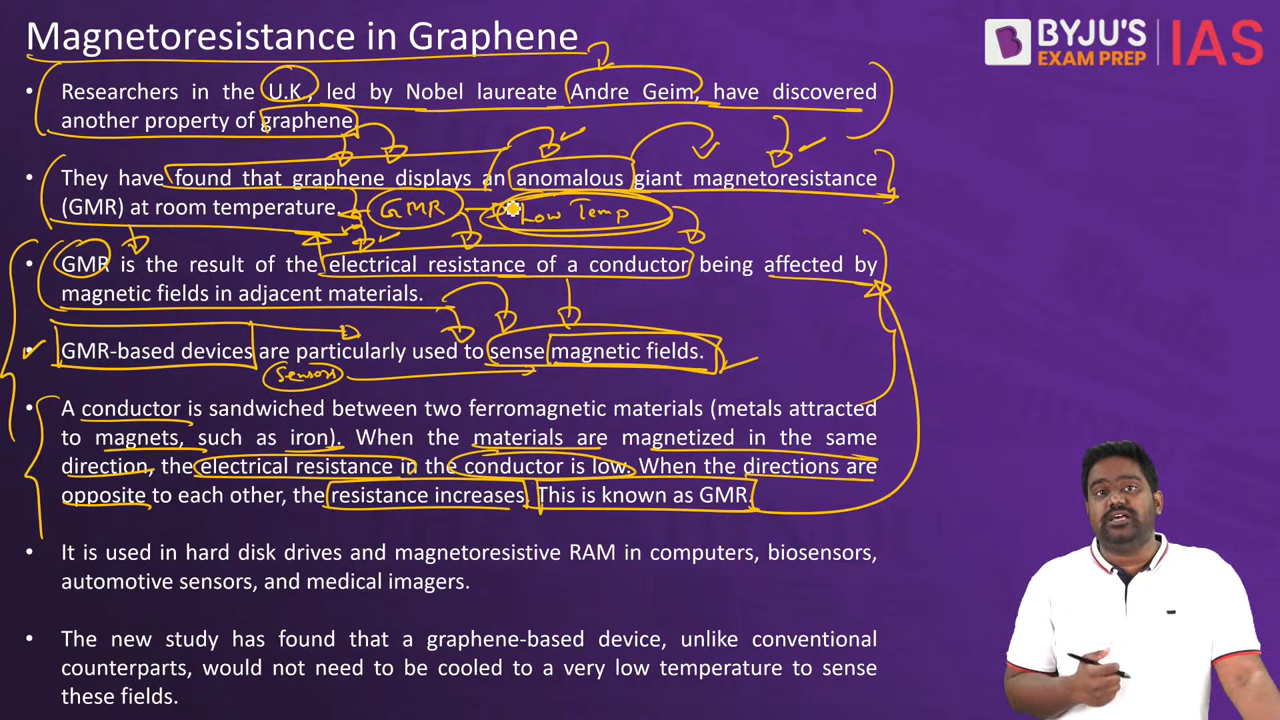 Magnetoresistance in Graphene
BYJU'S
EXAM PREP
IAS
• Researchers in the U.K., led by Nobel laureate Andre Geim, have discovered
another property of graphene
• They have found that graphene displays an anomalous giant magnetoresistance
(GMR) at room temperature.
GMR
Low Temp
• GMR is the result of the electrical resistance of a conductor being affected by
magnetic fields in adjacent materials.
• GMR-based devices are particularly used to sense magnetic fields.
Sensors
• A conductor is sandwiched between two ferromagnetic materials (metals attracted
to magnets, such as iron). When the materials are magnetized in the same
direction, the electrical resistance in the conductor is low. When the directions are
opposite to each other, the resistance increases. This is known as GMR.
• It is used in hard disk drives and magnetoresistive RAM in computers, biosensors,
automotive sensors, and medical imagers.
• The new study has found that a graphene-based device, unlike conventional
counterparts, would not need to be cooled to a very low temperature to sense
these fields.